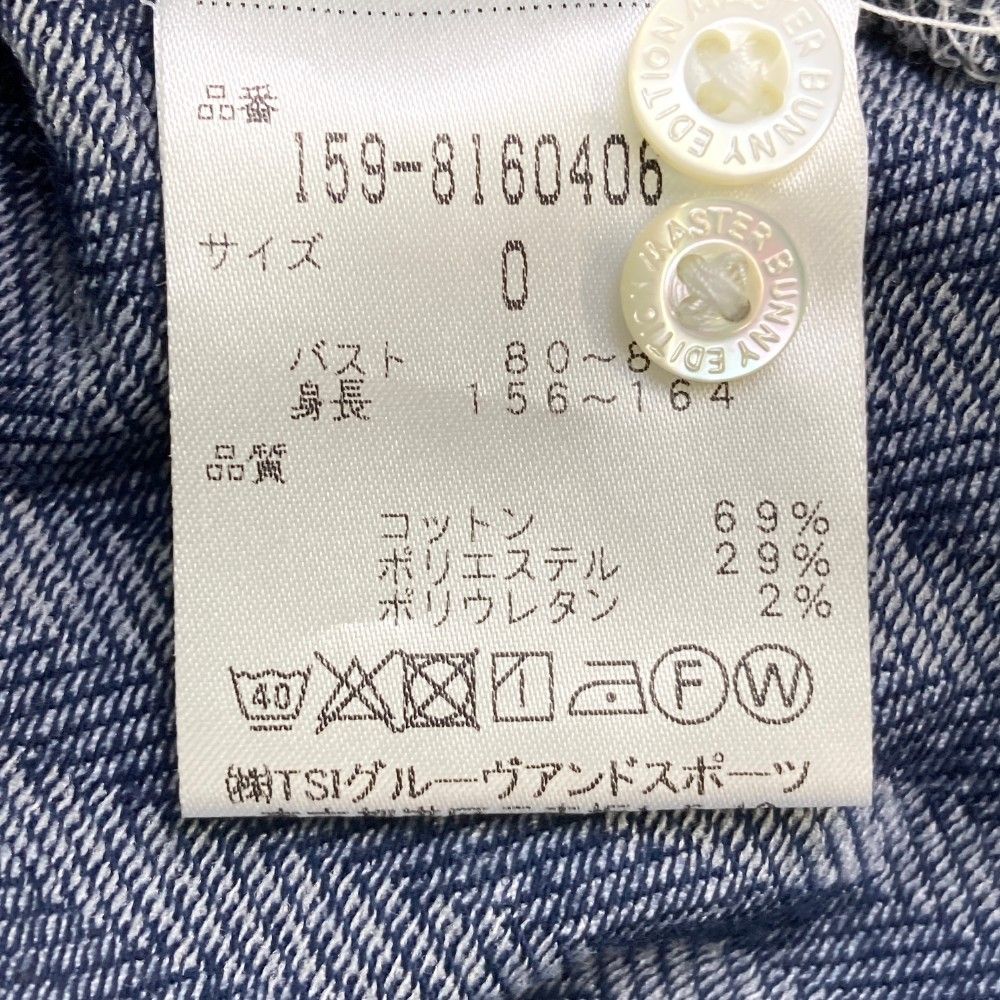 品番
159-8160406
MASTER BUNNY EDITION
サイズ 0
MASTER BUNNY EDITION
バスト 80~8
身長 156~164
品質
コットン 69%
ポリエステル 29%
ポリウレタン 2%
40 F W
㈱TSIグルーヴアンドスポーツ